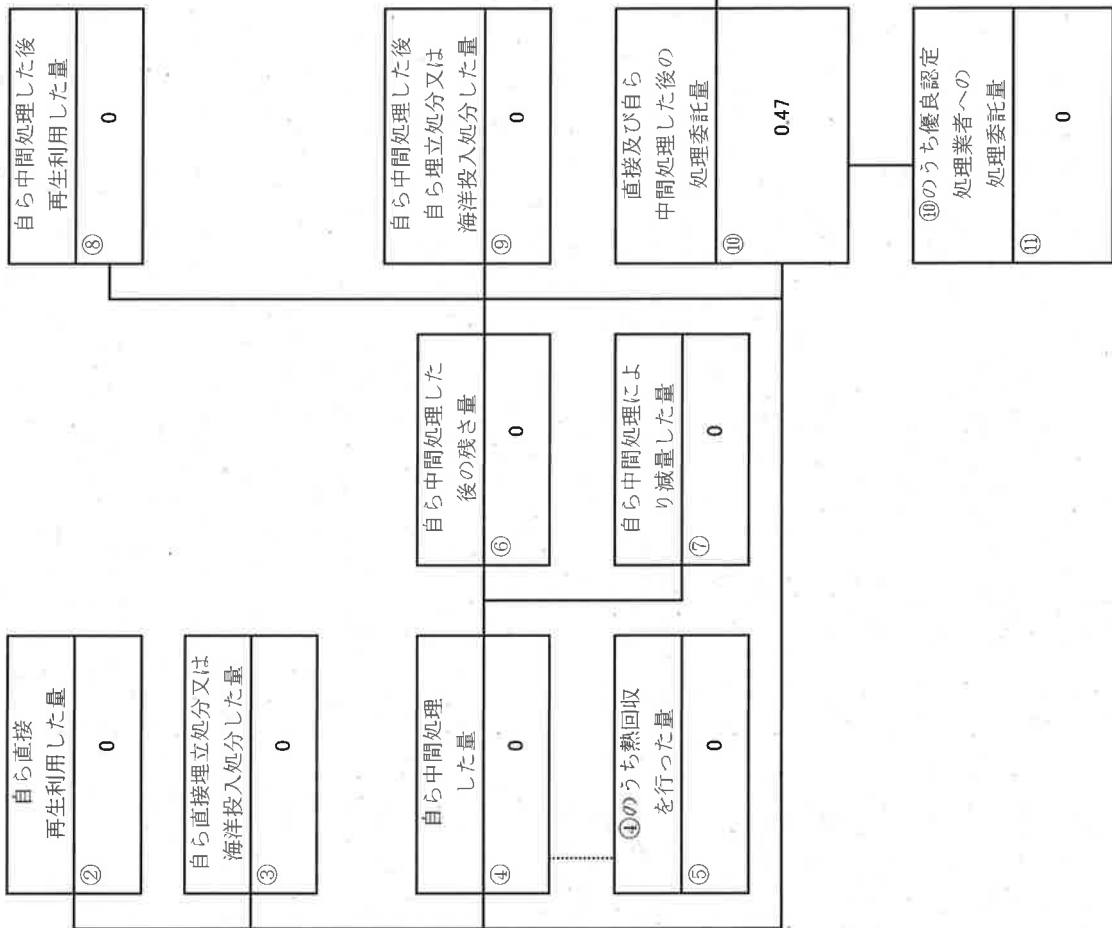 自ら直接
再生利用した量
②
0
自ら直接埋立処分又は
海洋投入処分した量
③
0
自ら中間処理
した量
④
0
④のうち熱回収
を行った量
⑤
0
自ら中間処理した
後の残さ量
⑥
0
自ら中間処理によ
り減量した量
⑦
0
自ら中間処理した後
再生利用した量
⑧
0
自ら中間処理した後
自ら埋立処分又は
海洋投入処分した量
⑨
0
直接及び自ら
中間処理した後の
処理委託量
⑩
0.47
⑩のうち優良認定
処理業者への
処理委託量
⑪
0